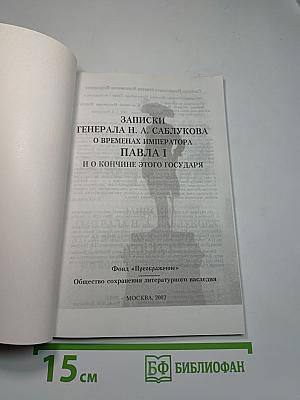 ЗАПИСКИ
ГЕНЕРАЛА Н. А. САБЛУКОВА
О ВРЕМЕНАХ ИМПЕРАТОРА
ПАВЛА I
И О КОНЧИНЕ ЭТОГО ГОСУДАРЯ
Фонд «Преображение»
Общество сохранения литературного наследия
МОСКВА, 2002
15 см
БФ БИБЛИОФАН